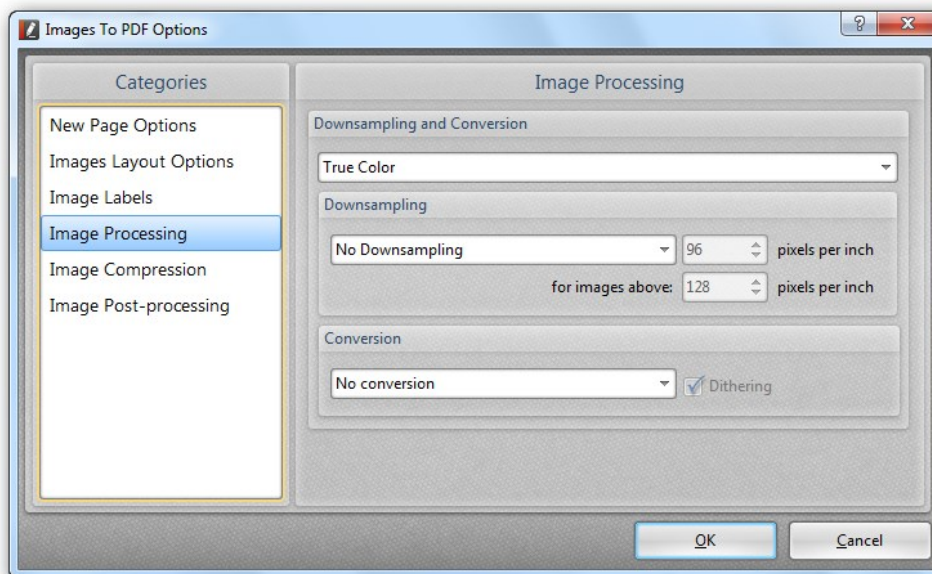 Images To PDF Options
?
X
Categories
New Page Options
Images Layout Options
Image Labels
Image Processing
Image Compression
Image Post-processing
Image Processing
Downsampling and Conversion
True Color
Downsampling
No Downsampling 96 pixels per inch
for images above: 128 pixels per inch
Conversion
No conversion Dithering
OK Cancel